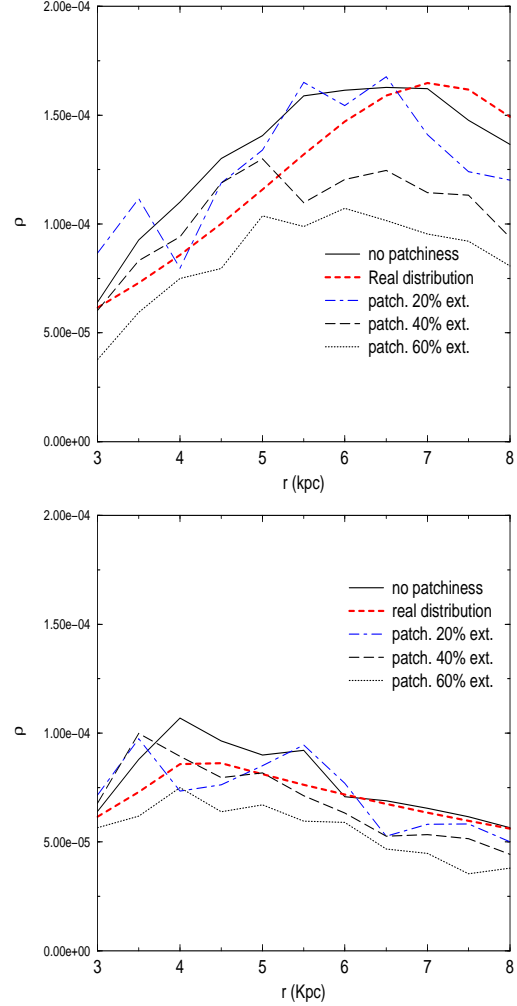 2.00e−04
1.50e−04
1.00e−04
5.00e−05
0.00e+00
ρ
no patchiness
Real distribution
patch. 20% ext.
patch. 40% ext.
patch. 60% ext.
3 4 5 6 7 8
r (kpc)
2.00e−04
1.50e−04
1.00e−04
5.00e−05
0.00e+00
ρ
no patchiness
real distribution
patch. 20% ext.
patch. 40% ext.
patch. 60% ext.
3 4 5 6 7 8
r (Kpc)